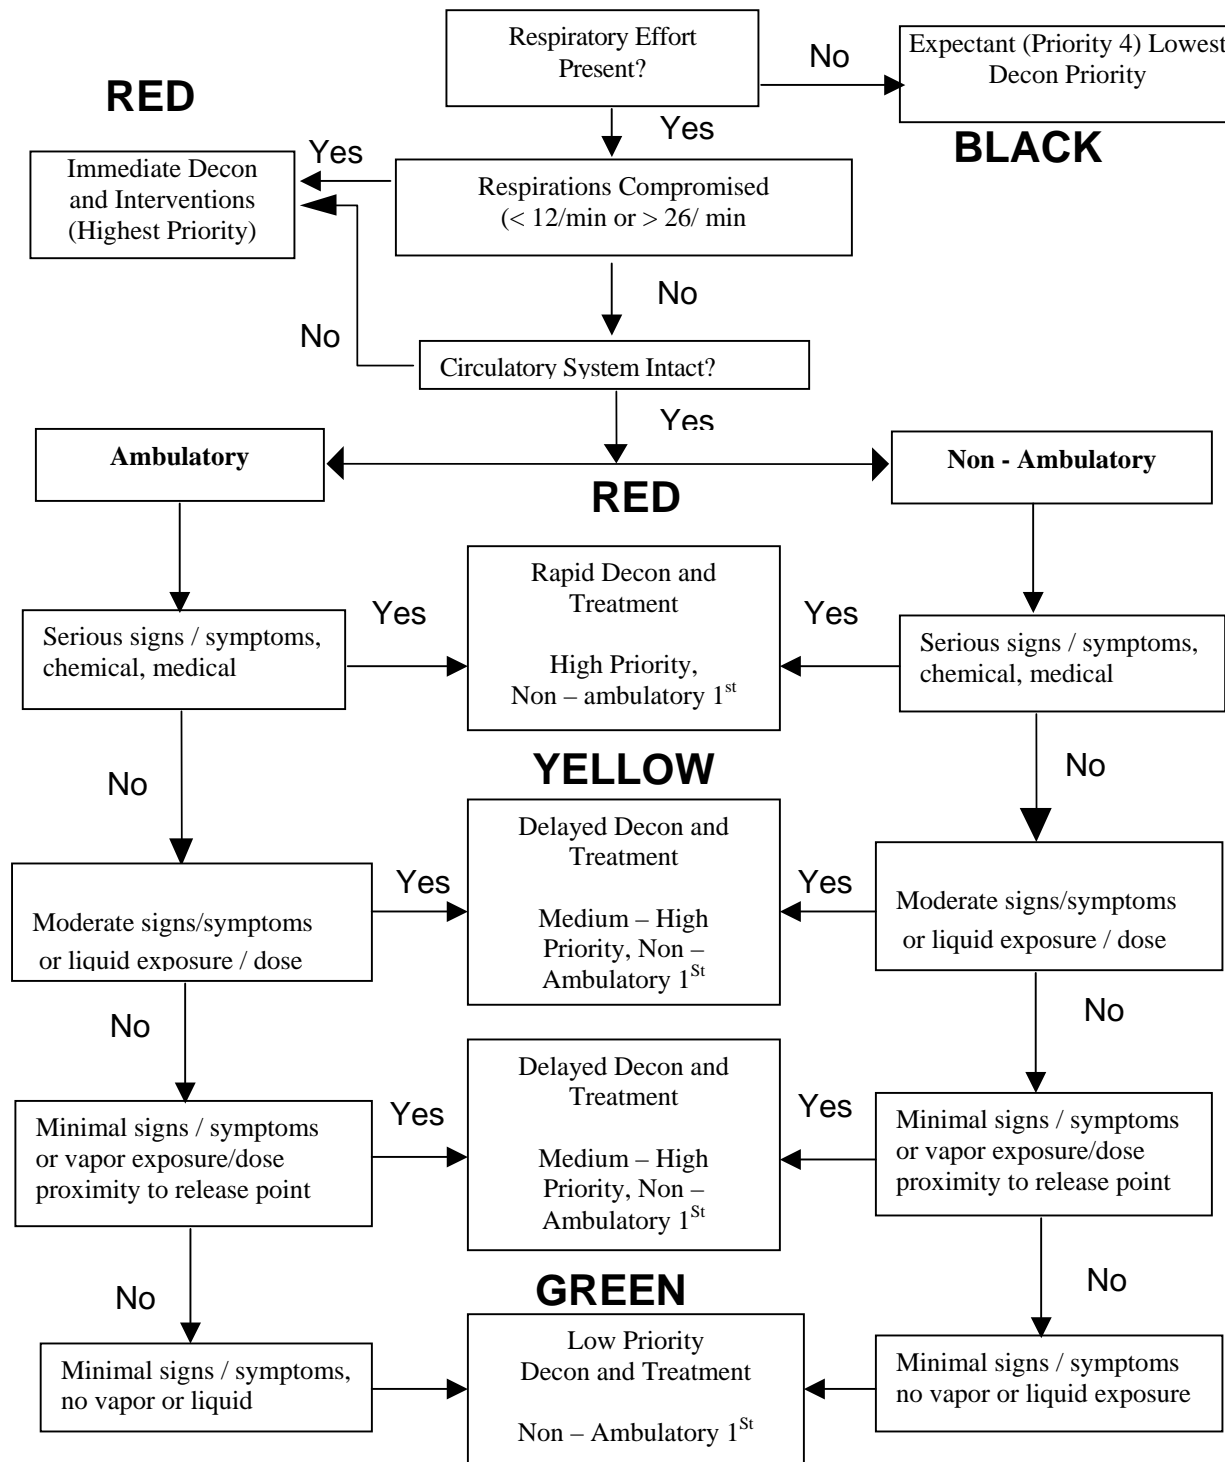 Respiratory Effort
Present?
No
Expectant (Priority 4) Lowest
Decon Priority
BLACK
RED
Yes
Yes
Immediate Decon
and Interventions
(Highest Priority)
Respirations Compromised
(< 12/min or > 26/ min
No
No
Circulatory System Intact?
Yes
Ambulatory
Non - Ambulatory
RED
Rapid Decon and
Treatment
High Priority,
Non – ambulatory 1st
Yes
Yes
Serious signs / symptoms,
chemical, medical
Serious signs / symptoms,
chemical, medical
No
No
YELLOW
Delayed Decon and
Treatment
Medium – High
Priority, Non –
Ambulatory 1St
Yes
Yes
Moderate signs/symptoms
or liquid exposure / dose
Moderate signs/symptoms
or liquid exposure / dose
No
No
Delayed Decon and
Treatment
Medium – High
Priority, Non –
Ambulatory 1St
Yes
Yes
Minimal signs / symptoms
or vapor exposure/dose
proximity to release point
Minimal signs / symptoms
or vapor exposure/dose
proximity to release point
No
No
GREEN
Low Priority
Decon and Treatment
Non – Ambulatory 1St
Minimal signs / symptoms,
no vapor or liquid
Minimal signs / symptoms
no vapor or liquid exposure